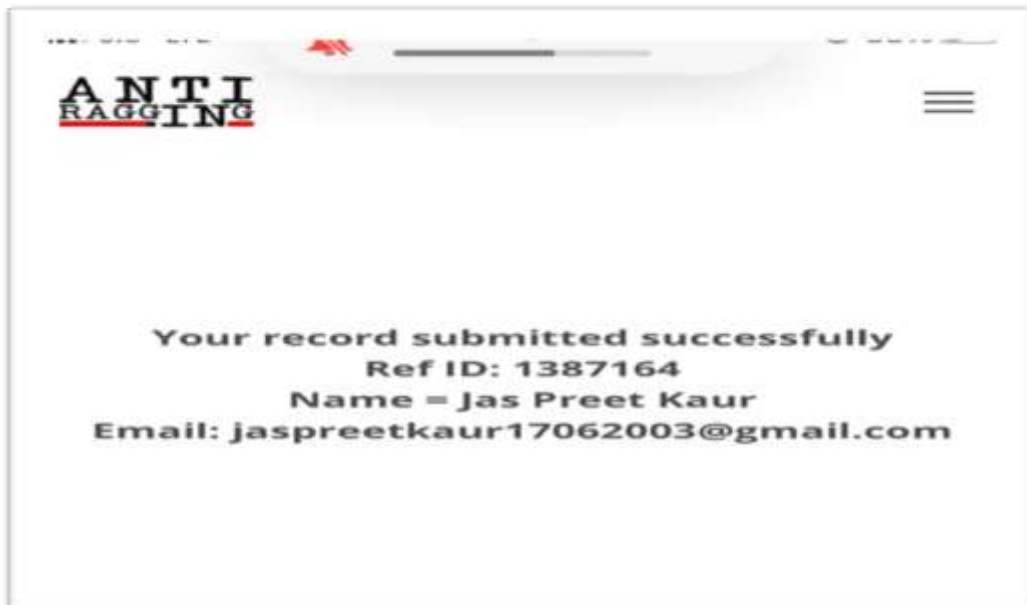 ANTI
RAGGING
Your record submitted successfully
Ref ID: 1387164
Name = Jas Preet Kaur
Email: jaspreetkaur17062003@gmail.com